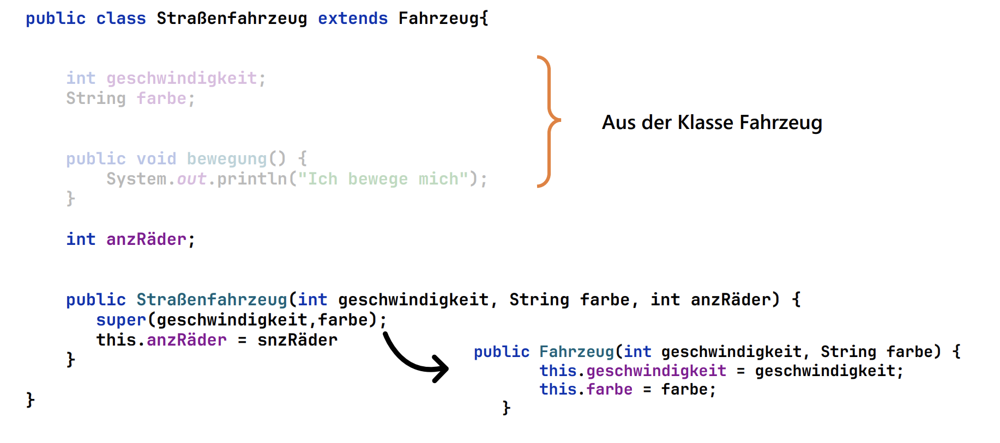 public class Straßenfahrzeug extends Fahrzeug{
int geschwindigkeit;
String farbe;
Aus der Klasse Fahrzeug
public void bewegung() {
System.out.println("Ich bewege mich");
}
int anzRäder;
public Straßenfahrzeug(int geschwindigkeit, String farbe, int anzRäder) {
super(geschwindigkeit,farbe);
this.anzRäder = snzRäder
}
}
public Fahrzeug(int geschwindigkeit, String farbe) {
this.geschwindigkeit = geschwindigkeit;
this.farbe = farbe;
}